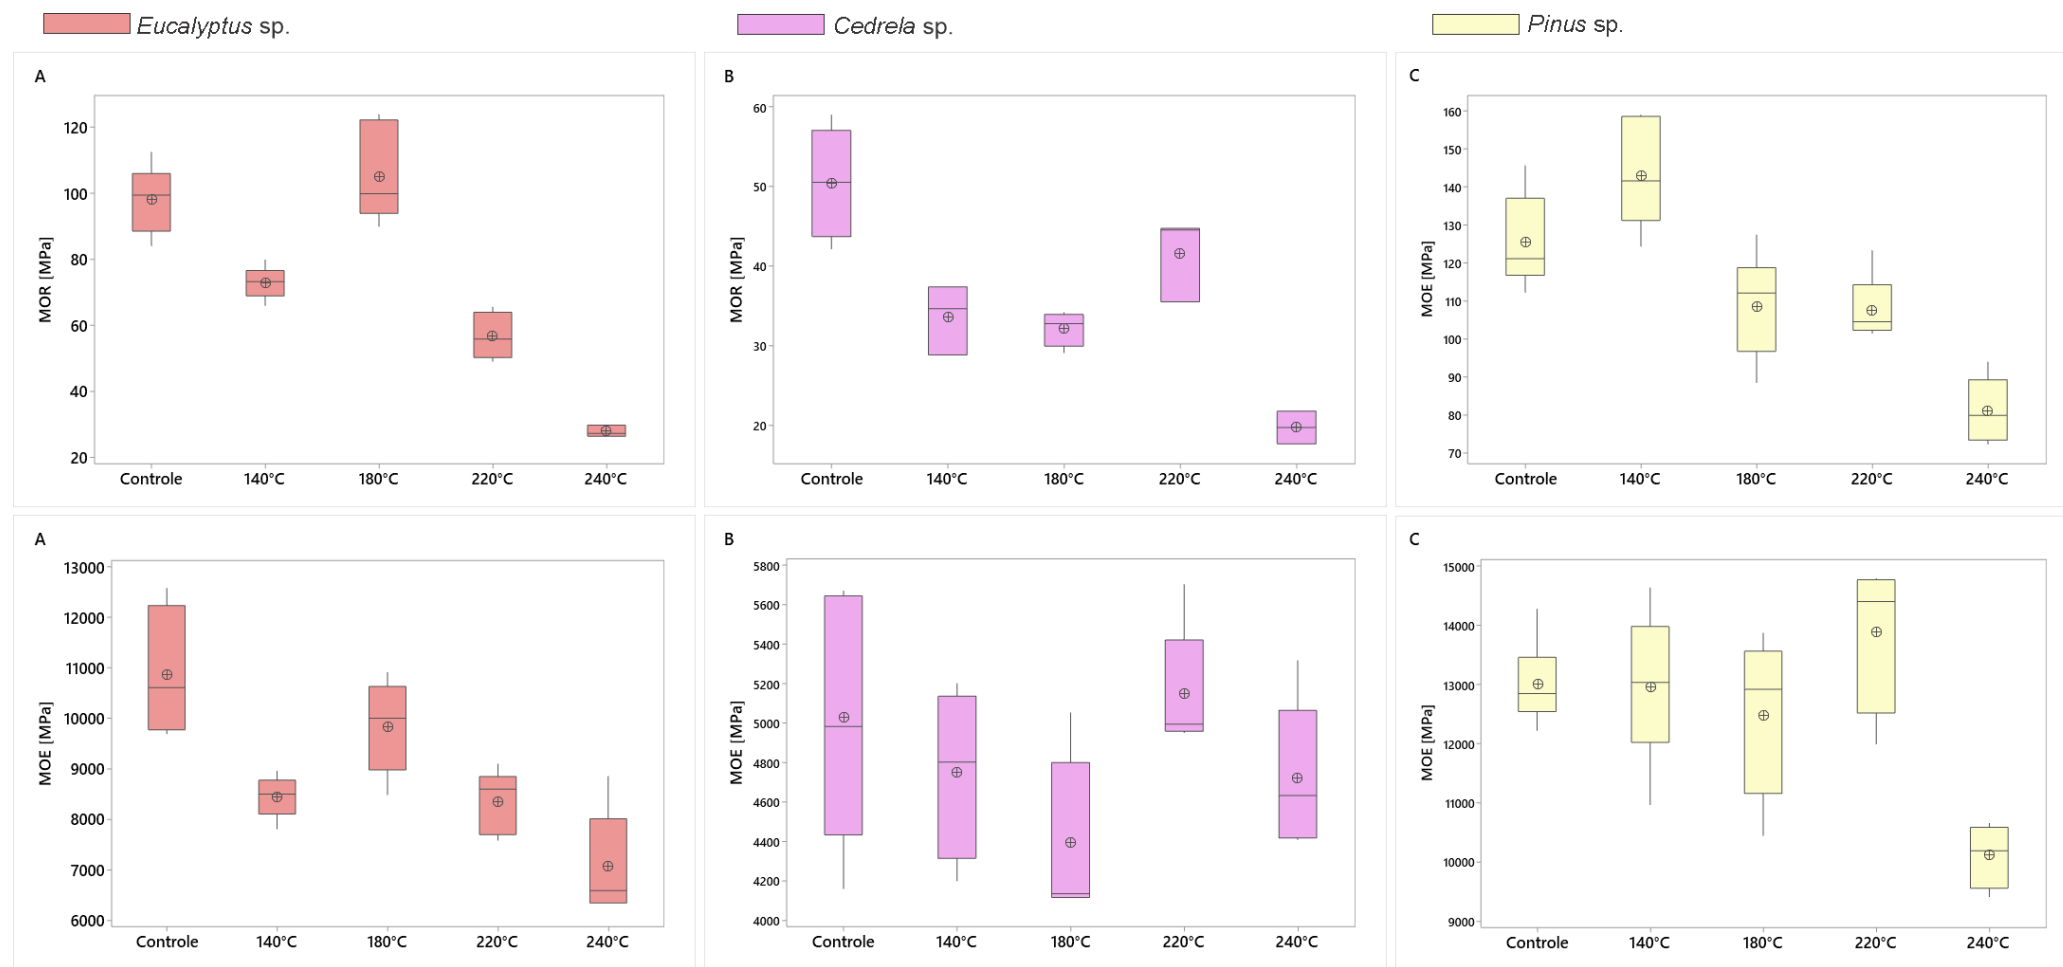 Eucalyptus sp.
Cedrela sp.
Pinus sp.
A
MOR [MPa]
120
100
80
60
40
20
Controle 140°C 180°C 220°C 240°C
B
MOR [MPa]
60
50
40
30
20
Controle 140°C 180°C 220°C 240°C
C
MOE [MPa]
160
150
140
130
120
110
100
90
80
70
Controle 140°C 180°C 220°C 240°C
A
MOE [MPa]
13000
12000
11000
10000
9000
8000
7000
6000
Controle 140°C 180°C 220°C 240°C
B
MOE [MPa]
5800
5600
5400
5200
5000
4800
4600
4400
4200
4000
Controle 140°C 180°C 220°C 240°C
C
MOE [MPa]
15000
14000
13000
12000
11000
10000
9000
Controle 140°C 180°C 220°C 240°C